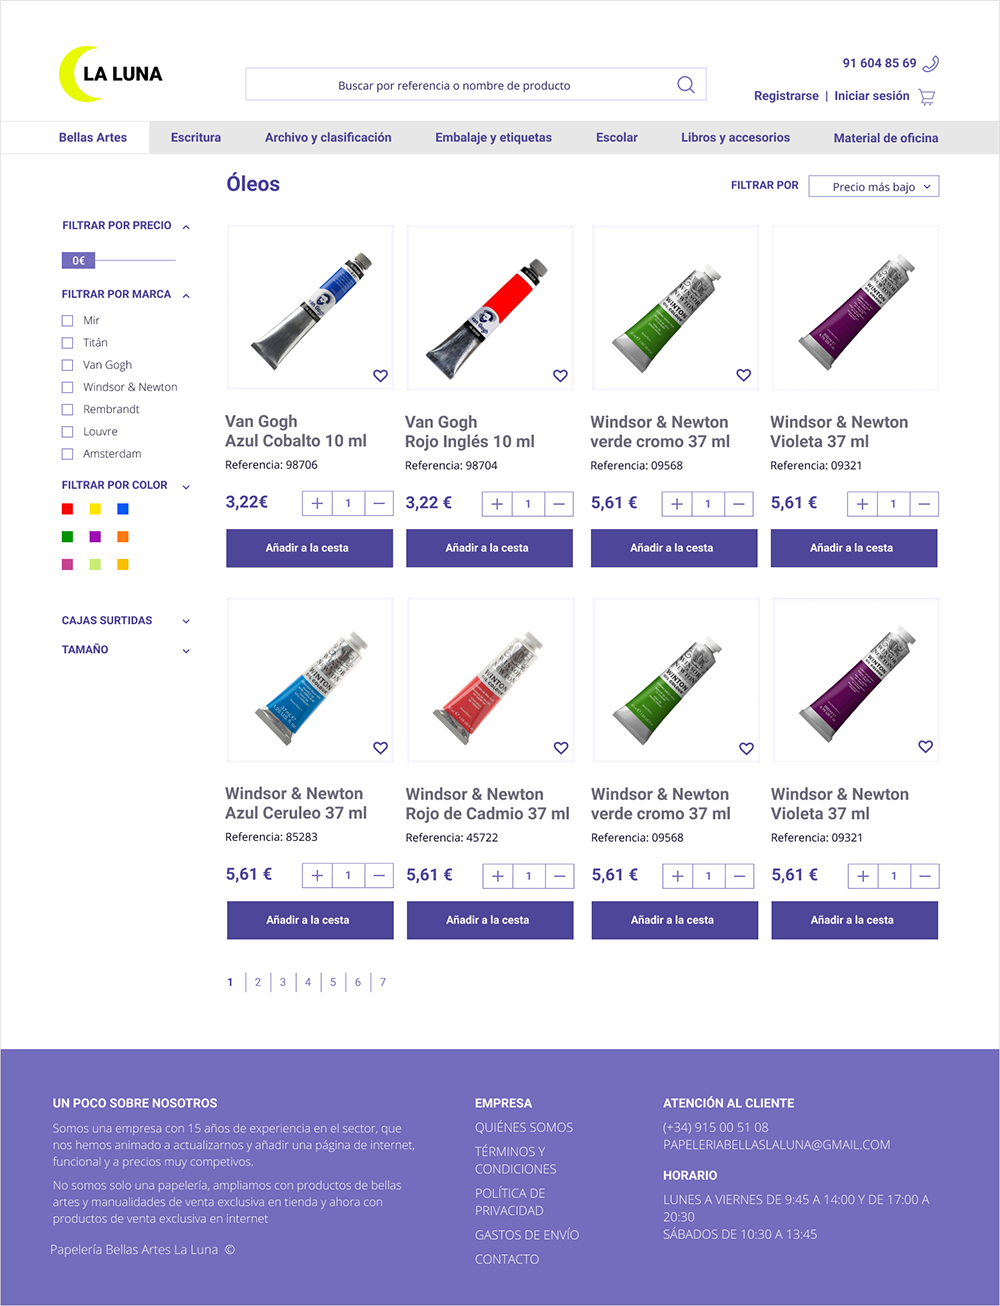 LA LUNA
Buscar por referencia o nombre de producto
91 604 85 69
Registrarse | Iniciar sesión
Bellas Artes
Escritura
Archivo y clasificación
Embalaje y etiquetas
Escolar
Libros y accesorios
Material de oficina
Óleos
FILTRAR POR
Precio más bajo
FILTRAR POR PRECIO
0€
FILTRAR POR MARCA
Mir
Titán
Van Gogh
Windsor & Newton
Rembrandt
Louvre
Amsterdam
FILTRAR POR COLOR
CAJAS SURTIDAS
TAMAÑO
Van Gogh
Azul Cobalto 10 ml
Referencia: 98706
3,22€
+ 1 —
Añadir a la cesta
Van Gogh
Rojo Inglés 10 ml
Referencia: 98704
3,22 €
+ 1 —
Añadir a la cesta
Windsor & Newton
verde cromo 37 ml
Referencia: 09568
5,61 €
+ 1 —
Añadir a la cesta
Windsor & Newton
Violeta 37 ml
Referencia: 09321
5,61 €
+ 1 —
Añadir a la cesta
Windsor & Newton
Azul Ceruleo 37 ml
Referencia: 85283
5,61 €
+ 1 —
Añadir a la cesta
Windsor & Newton
Rojo de Cadmio 37 ml
Referencia: 45722
5,61 €
+ 1 —
Añadir a la cesta
Windsor & Newton
verde cromo 37 ml
Referencia: 09568
5,61 €
+ 1 —
Añadir a la cesta
Windsor & Newton
Violeta 37 ml
Referencia: 09321
5,61 €
+ 1 —
Añadir a la cesta
1 | 2 | 3 | 4 | 5 | 6 | 7
UN POCO SOBRE NOSOTROS
Somos una empresa con 15 años de experiencia en el sector, que
nos hemos animado a actualizarnos y añadir una página de internet,
funcional y a precios muy competivos.
No somos solo una papelería, ampliamos con productos de bellas
artes y manualidades de venta exclusiva en tienda y ahora con
productos de venta exclusiva en internet
Papelería Bellas Artes La Luna ©
EMPRESA
QUIÉNES SOMOS
TÉRMINOS Y
CONDICIONES
POLÍTICA DE
PRIVACIDAD
GASTOS DE ENVÍO
CONTACTO
ATENCIÓN AL CLIENTE
(+34) 915 00 51 08
PAPELERIABELLASLALUNA@GMAIL.COM
HORARIO
LUNES A VIERNES DE 9:45 A 14:00 Y DE 17:00 A
20:30
SÁBADOS DE 10:30 A 13:45